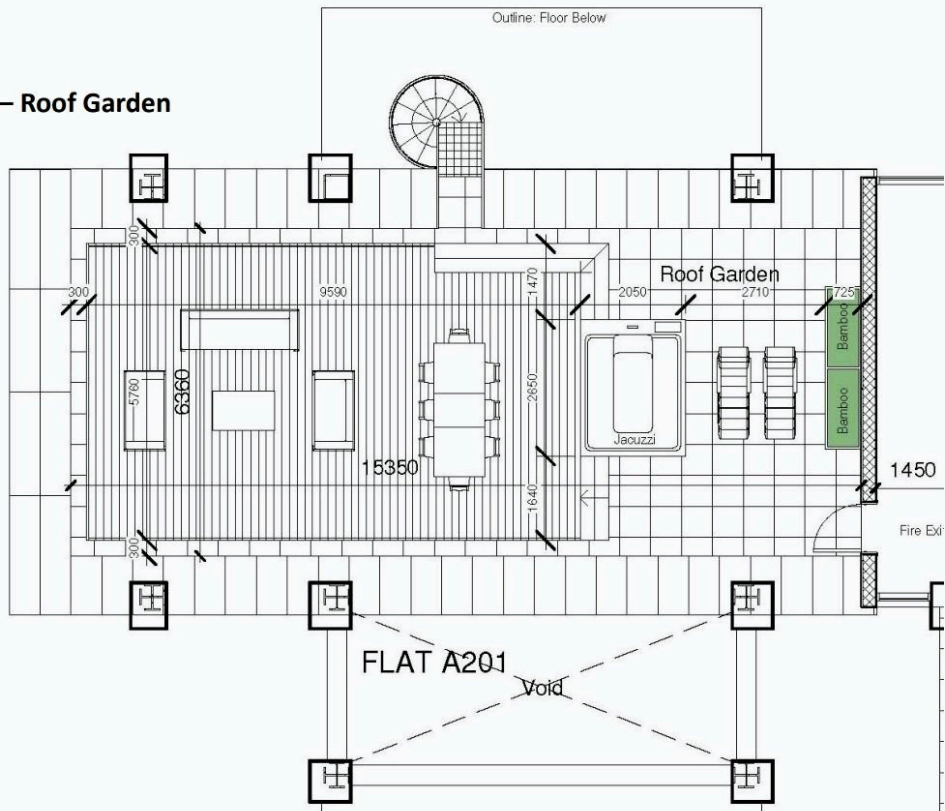 Outline: Floor Below
– Roof Garden
300
Roof Garden
300
9590
1470
2050
2710
725
Bamboo
5760
6360
2650
Jacuzzi
Bamboo
15350
1450
1640
300
Fire Exi
FLAT A201
Void